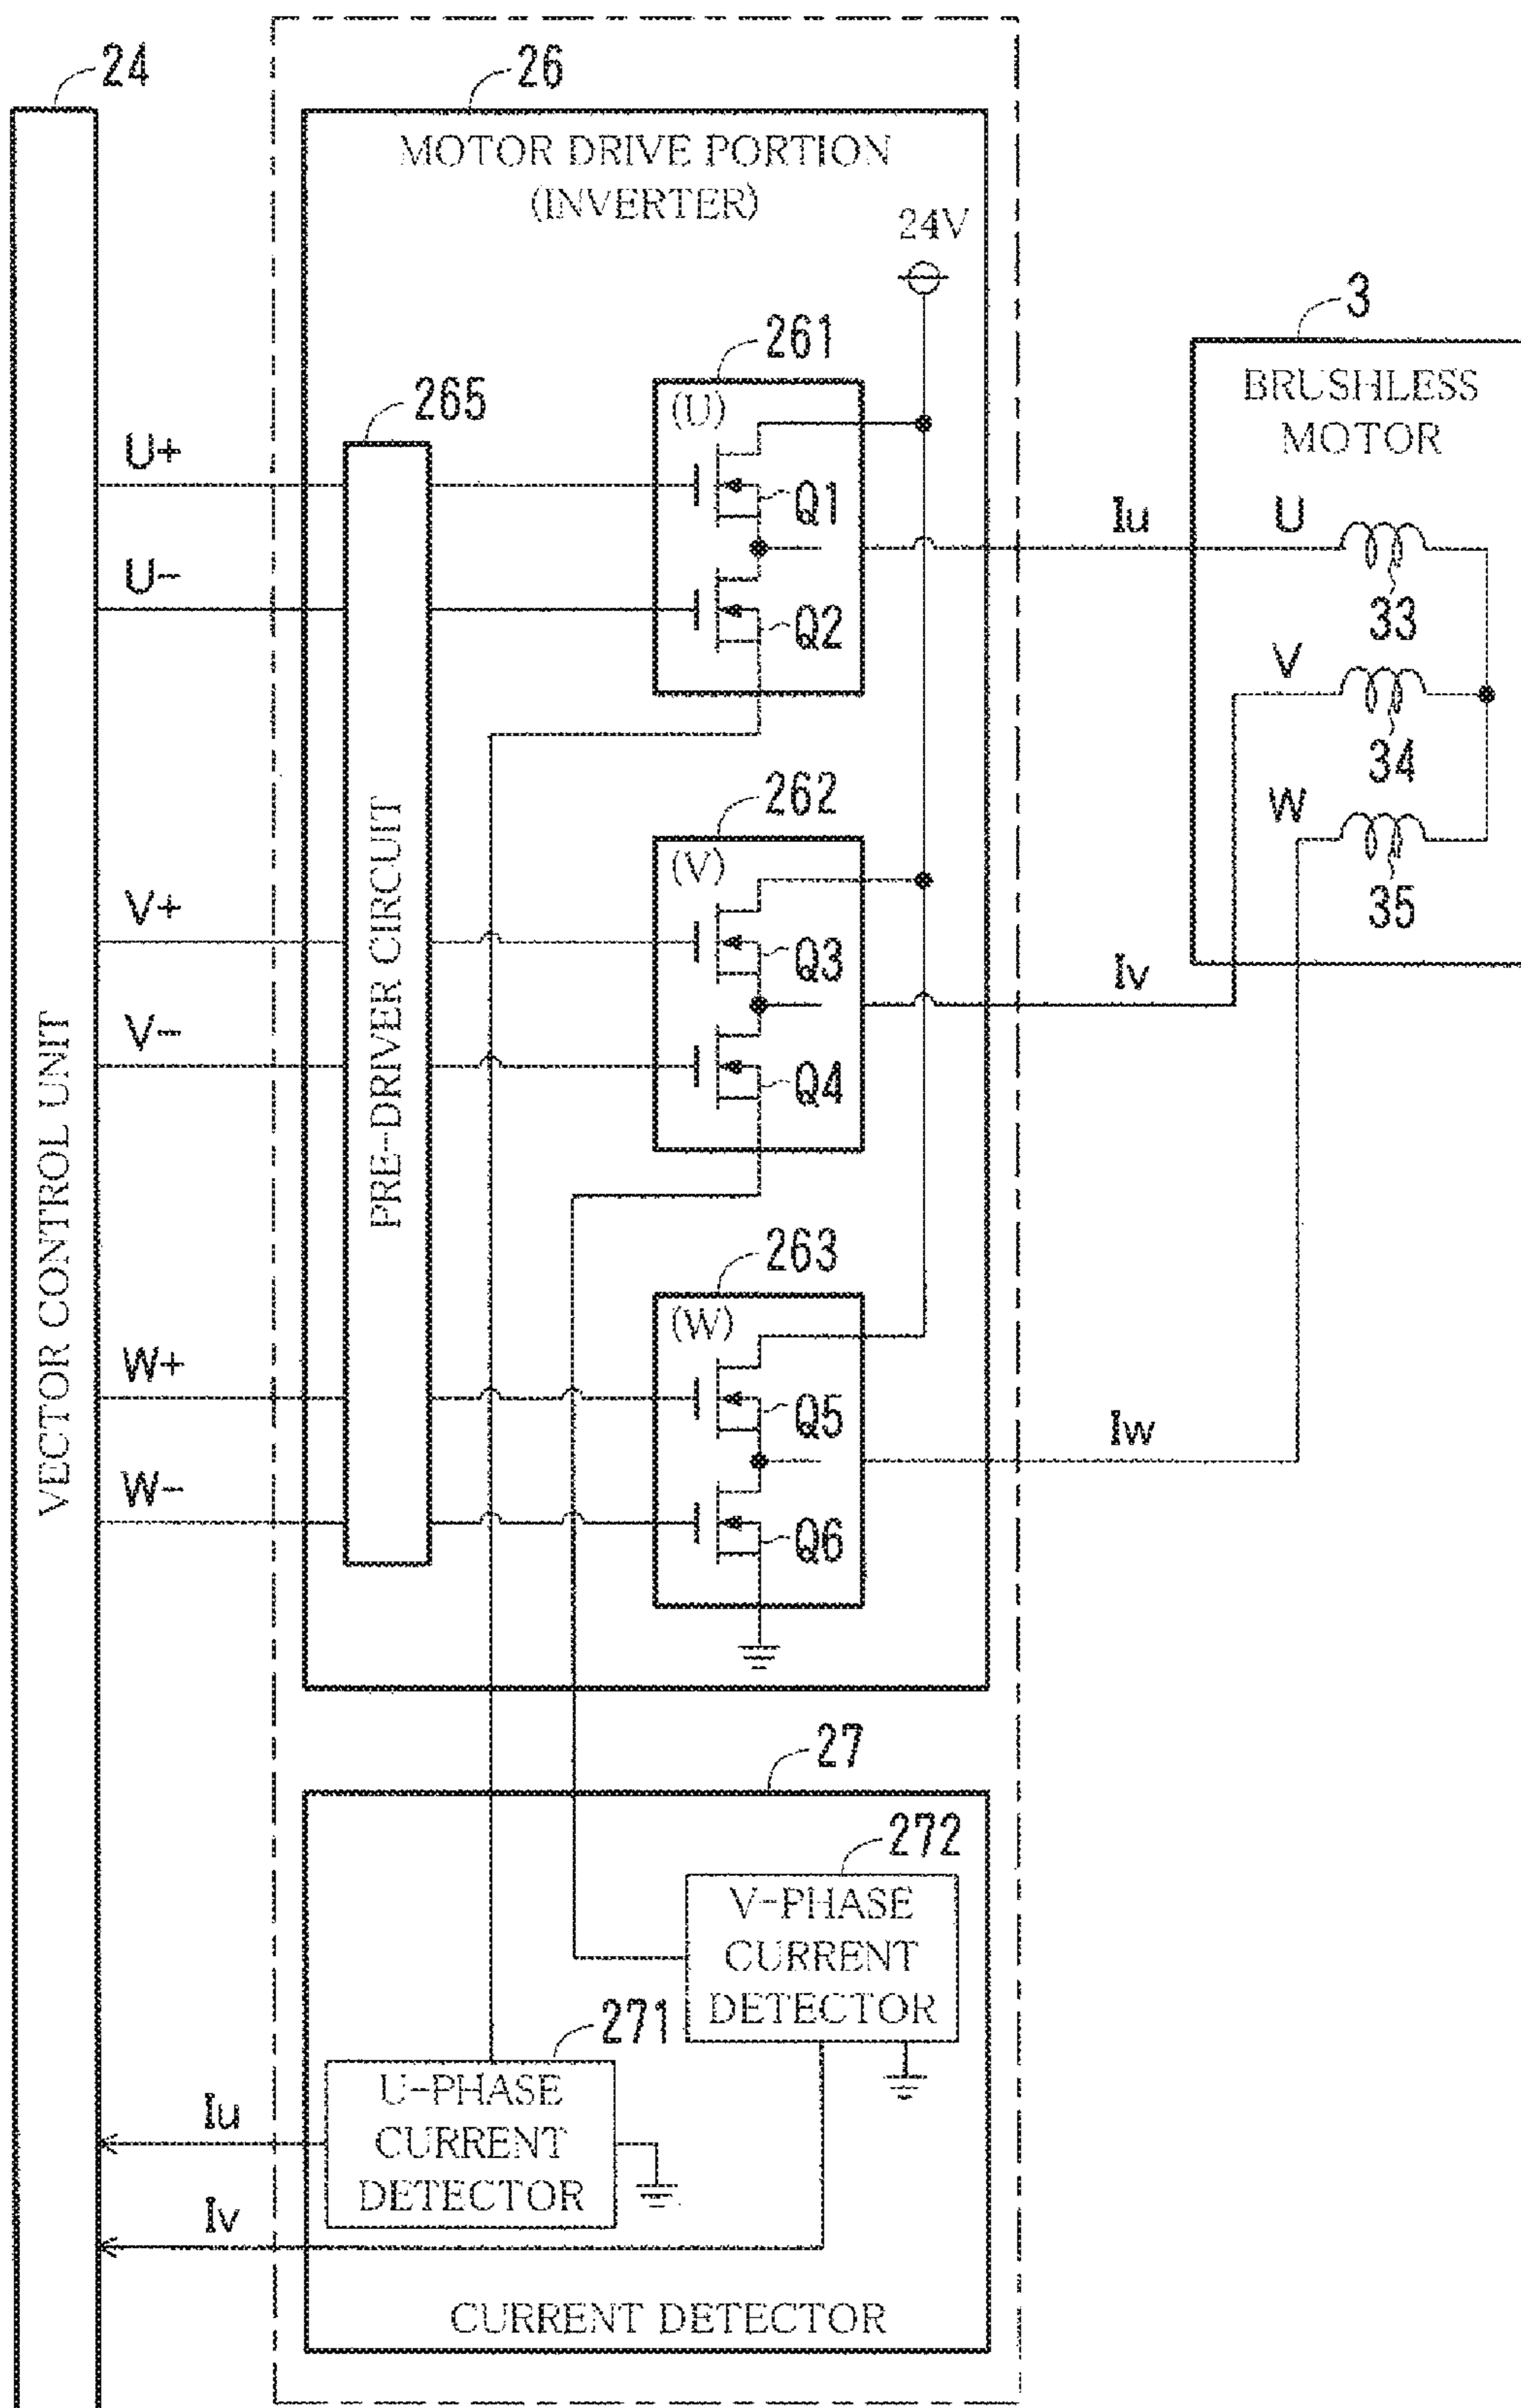 24
26
MOTOR DRIVE PORTION
(INVERTER)
24V
3
BRUSHLESS
MOTOR
261
(U)
265
U+
Q1
Iu
U
33
U-
Q2
V
34
262
W
35
(V)
V+
Q3
Iv
V-
Q4
PRE-DRIVER CIRCUIT
VECTOR CONTROL UNIT
263
(W)
W+
Q5
Iw
W-
Q6
27
272
V-PHASE
CURRENT
DETECTOR
271
U-PHASE
CURRENT
DETECTOR
Iu
Iv
CURRENT DETECTOR